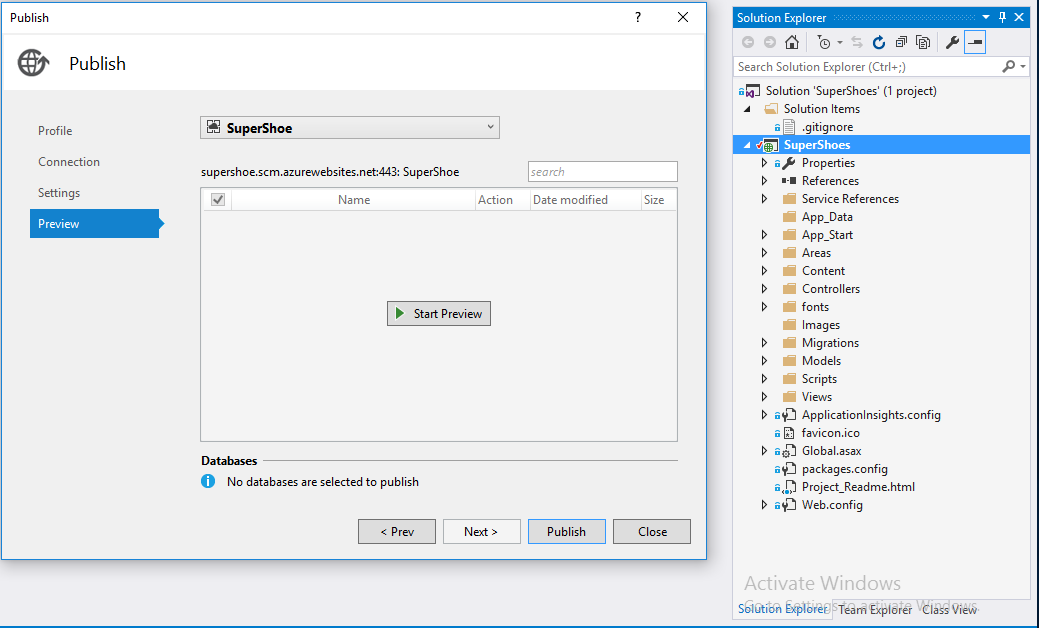 Publish
?
Publish
Profile
Connection
Settings
Preview
SuperShoe
supershoe.scm.azurewebsites.net:443: SuperShoe
search
Name Action Date modified Size
Start Preview
Databases
No databases are selected to publish
< Prev Next > Publish Close
Solution Explorer
Search Solution Explorer (Ctrl+;)
Solution 'SuperShoes' (1 project)
Solution Items
.gitignore
SuperShoes
Properties
References
Service References
App_Data
App_Start
Areas
Content
Controllers
fonts
Images
Migrations
Models
Scripts
Views
ApplicationInsights.config
favicon.ico
Global.asax
packages.config
Project_Readme.html
Web.config
Activate Windows
Go to Settings to activate Windows.
Solution Explorer Team Explorer Class View